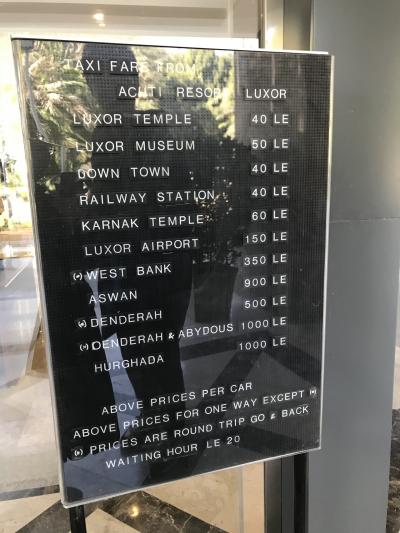 TAXI FARE FROM
ACHTI RESORT LUXOR
LUXOR TEMPLE 40 LE
LUXOR MUSEUM 50 LE
DOWN TOWN 40 LE
RAILWAY STATION 40 LE
KARNAK TEMPLE 60 LE
LUXOR AIRPORT 150 LE
(*) WEST BANK 350 LE
ASWAN 900 LE
(*) DENDERAH 500 LE
(*) DENDERAH & ABYDOUS 1000 LE
HURGHADA 1000 LE
ABOVE PRICES PER CAR
ABOVE PRICES FOR ONE WAY EXCEPT (*)
(*) PRICES ARE ROUND TRIP GO & BACK
WAITING HOUR LE 20